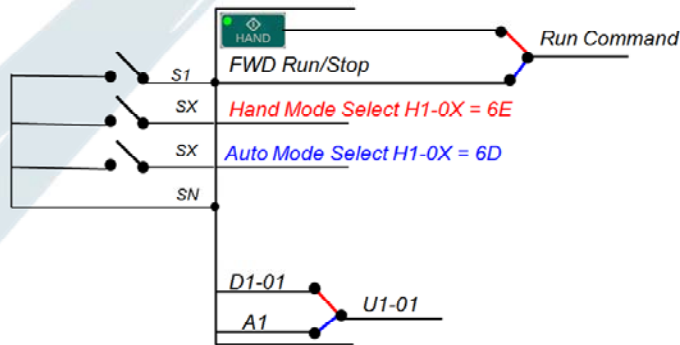 HAND
Run Command
S1
FWD Run/Stop
SX
Hand Mode Select H1-0X = 6E
SX
Auto Mode Select H1-0X = 6D
SN
D1-01
U1-01
A1